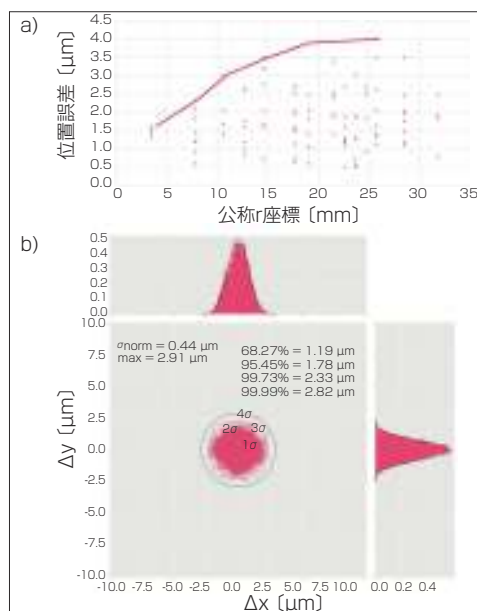 a)
位置誤差〔μm〕
4.5
4.0
3.5
3.0
2.5
2.0
1.5
1.0
0.5
0.0
0 5 10 15 20 25 30 35
公称r座標〔mm〕
b)
0.5
0.4
0.3
0.2
0.1
0.0
10.0
7.5
5.0
2.5
0.0
-2.5
-5.0
-7.5
-10.0
Δy〔μm〕
σnorm = 0.44 μm
max = 2.91 μm
68.27% = 1.19 μm
95.45% = 1.78 μm
99.73% = 2.33 μm
99.99% = 2.82 μm
4σ
2σ 3σ
1σ
-10.0 -7.5 -5.0 -2.5 0.0 2.5 5.0 7.5 10.0
0.0 0.2 0.4
Δx〔μm〕